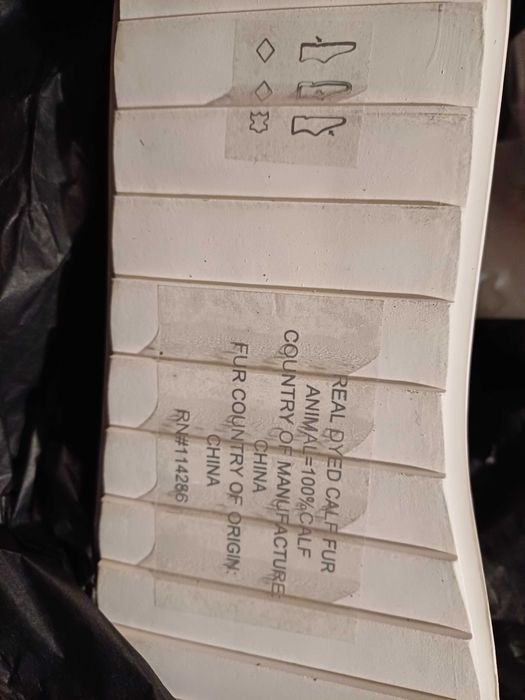 REAL DYED CALF FUR
ANIMAL=100%CALF
COUNTRY OF MANUFACTURE
CHINA
FUR COUNTRY OF ORIGIN:
CHINA
RN#114286